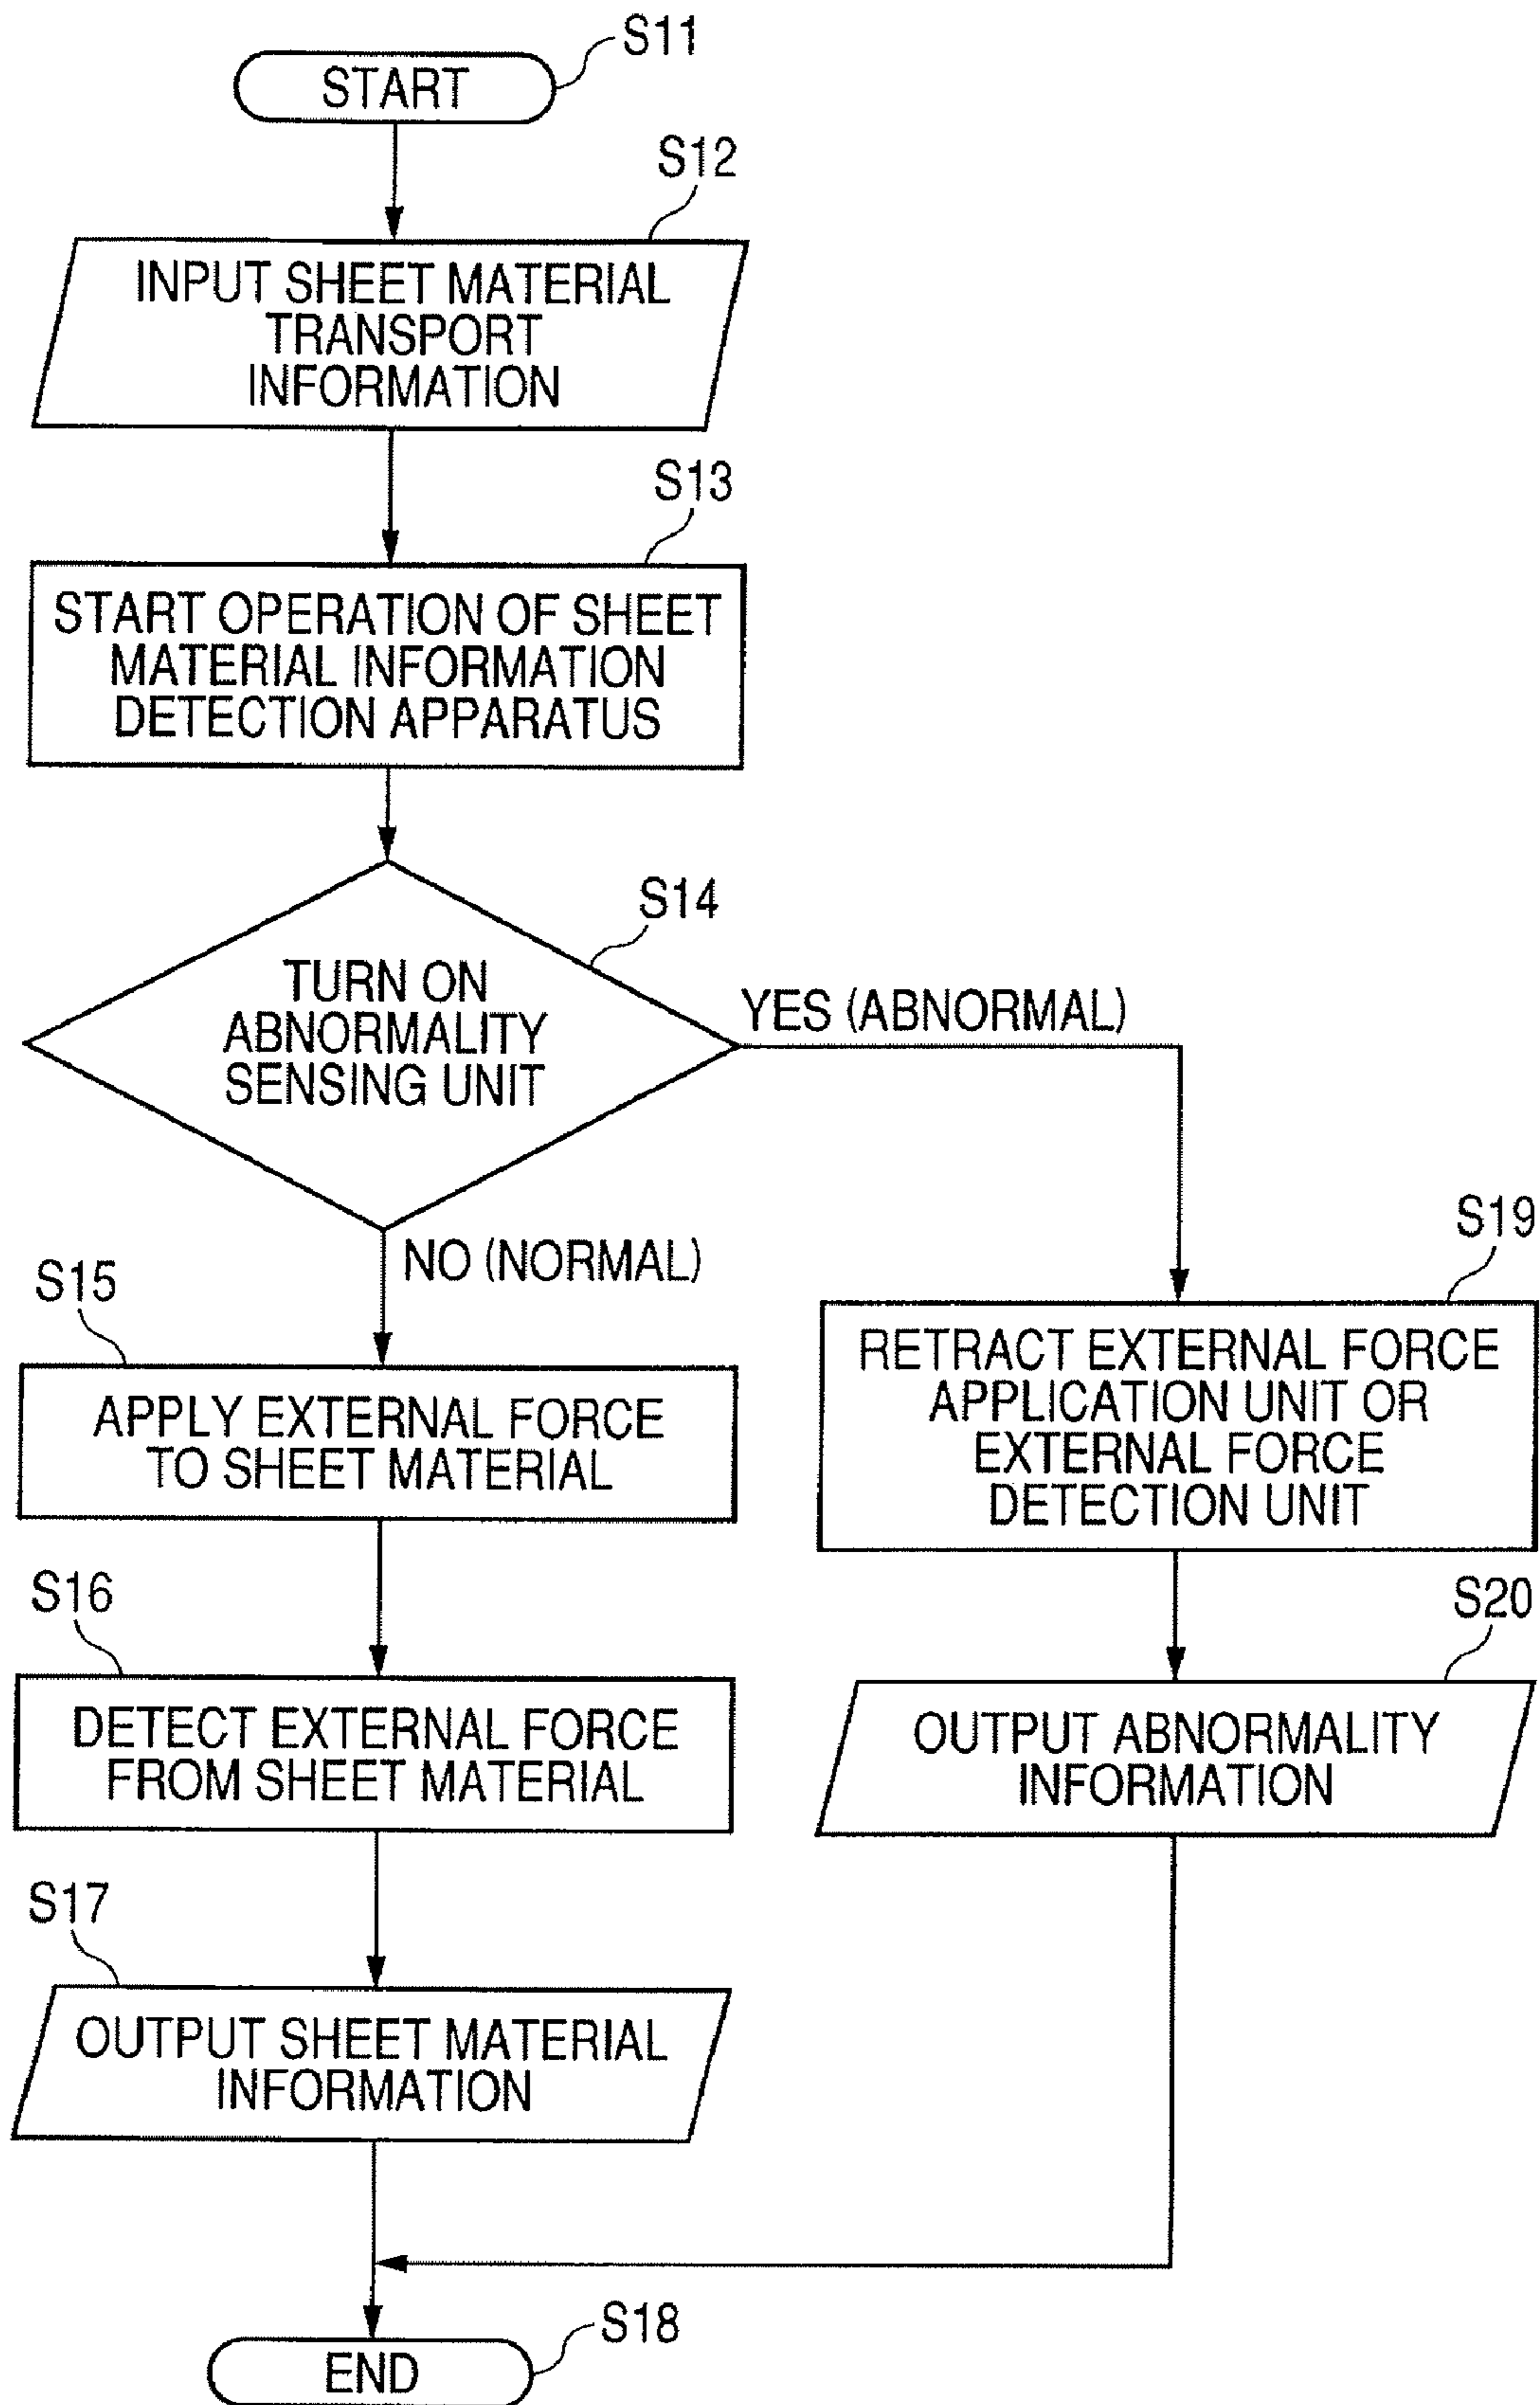 S11
START
S12
INPUT SHEET MATERIAL
TRANSPORT
INFORMATION
S13
START OPERATION OF SHEET
MATERIAL INFORMATION
DETECTION APPARATUS
S14
TURN ON
ABNORMALITY
SENSING UNIT
YES (ABNORMAL)
NO (NORMAL)
S15
APPLY EXTERNAL FORCE
TO SHEET MATERIAL
S16
DETECT EXTERNAL FORCE
FROM SHEET MATERIAL
S17
OUTPUT SHEET MATERIAL
INFORMATION
S19
RETRACT EXTERNAL FORCE
APPLICATION UNIT OR
EXTERNAL FORCE
DETECTION UNIT
S20
OUTPUT ABNORMALITY
INFORMATION
S18
END